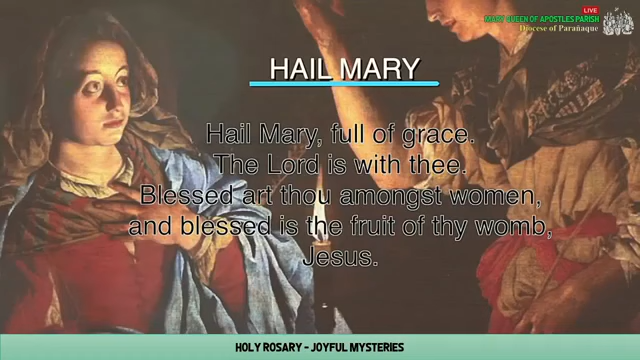 LIVE
MARY QUEEN OF APOSTLES PARISH
Diocese of Parañaque
HAIL MARY
Hail Mary, full of grace.
The Lord is with thee.
Blessed art thou amongst women,
and blessed is the fruit of thy womb,
Jesus.
HOLY ROSARY - JOYFUL MYSTERIES